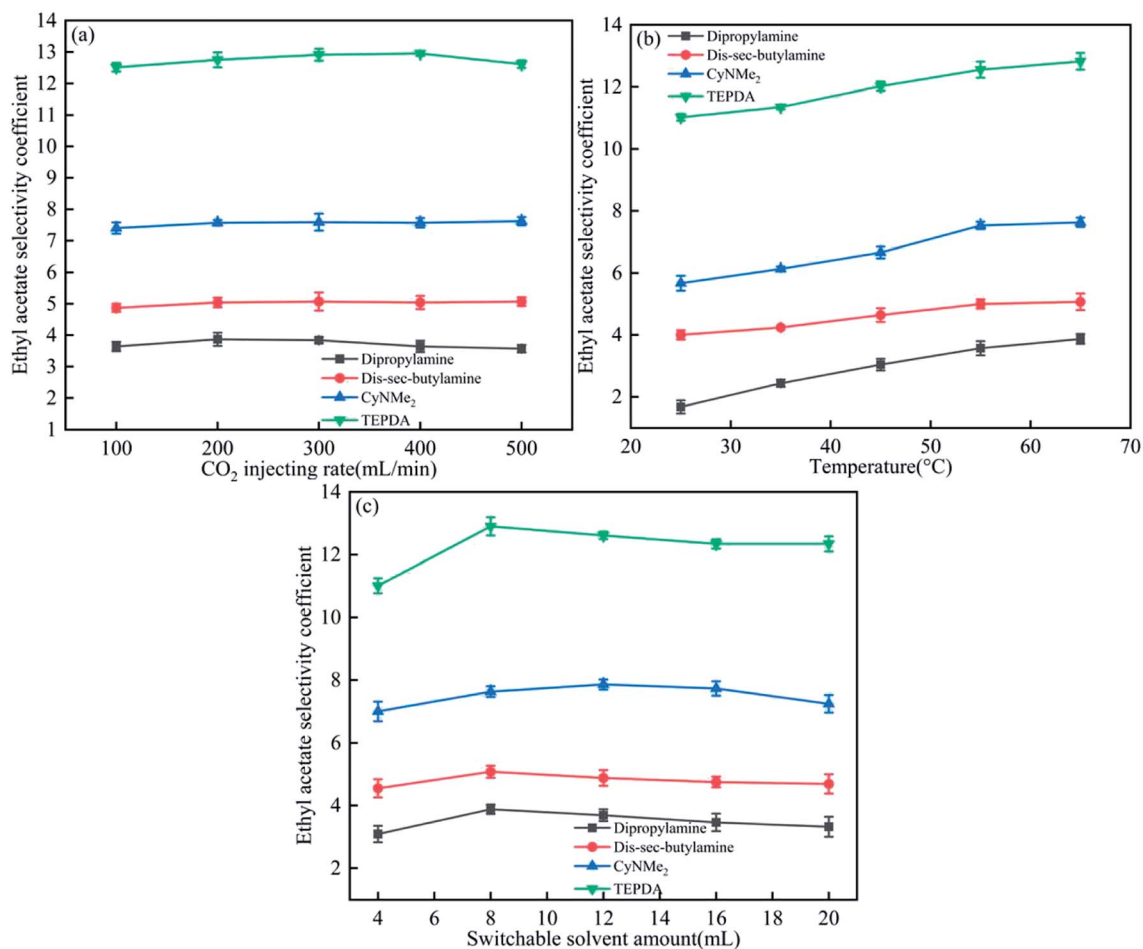 (a)
Ethyl acetate selectivity coefficient
14
13
12
11
10
9
8
7
6
5
4
3
2
1
Dipropylamine
Dis-sec-butylamine
CyNMe₂
TEPDA
100 200 300 400 500
CO₂ injecting rate(mL/min)
(b)
Ethyl acetate selectivity coefficient
14
12
10
8
6
4
2
Dipropylamine
Dis-sec-butylamine
CyNMe₂
TEPDA
20 30 40 50 60 70
Temperature(°C)
(c)
Ethyl acetate selectivity coefficient
14
12
10
8
6
4
2
Dipropylamine
Dis-sec-butylamine
CyNMe₂
TEPDA
4 6 8 10 12 14 16 18 20
Switchable solvent amount(mL)